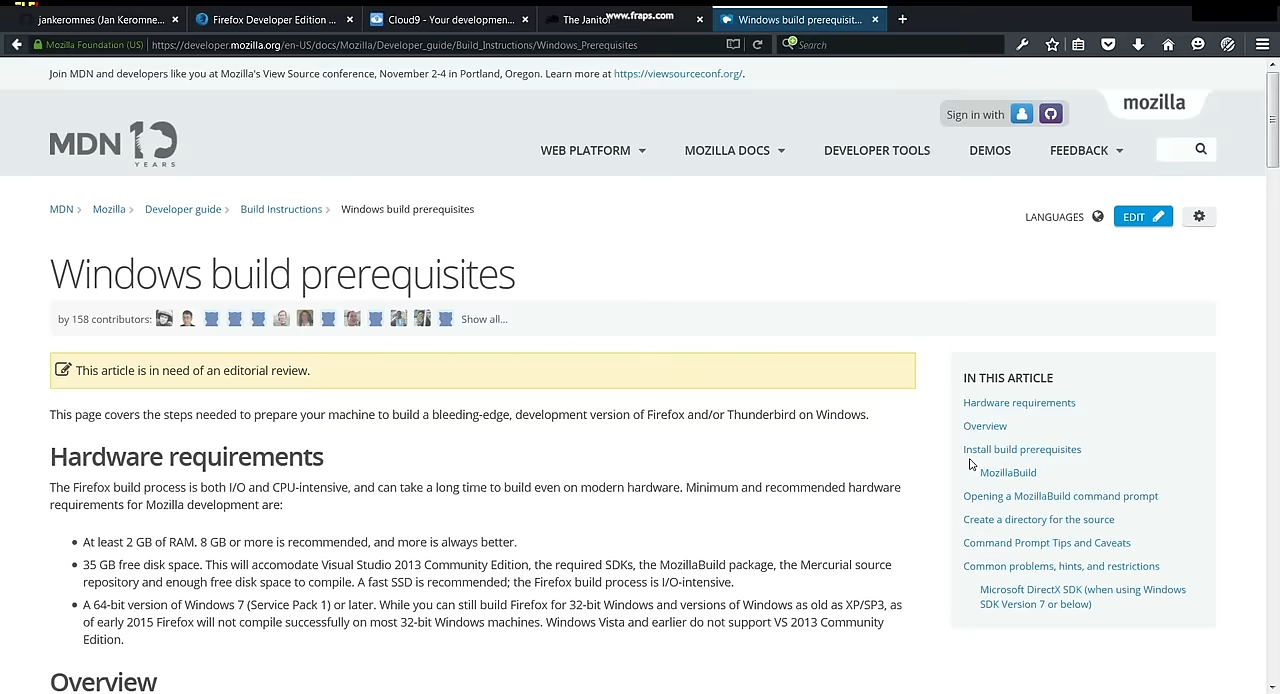 jankeromnes (Jan Keromne...
Firefox Developer Edition ...
Cloud9 - Your developmen...
The Janito
www.fraps.com
Windows build prerequisit...
Mozilla Foundation (US)
https://developer.mozilla.org/en-US/docs/Mozilla/Developer_guide/Build_Instructions/Windows_Prerequisites
Search
Join MDN and developers like you at Mozilla's View Source conference, November 2-4 in Portland, Oregon. Learn more at https://viewsourceconf.org/.
mozilla
Sign in with
MDN 10 YEARS
WEB PLATFORM
MOZILLA DOCS
DEVELOPER TOOLS
DEMOS
FEEDBACK
MDN
Mozilla
Developer guide
Build Instructions
Windows build prerequisites
LANGUAGES
EDIT
Windows build prerequisites
by 158 contributors:
Show all...
This article is in need of an editorial review.
This page covers the steps needed to prepare your machine to build a bleeding-edge, development version of Firefox and/or Thunderbird on Windows.
Hardware requirements
The Firefox build process is both I/O and CPU-intensive, and can take a long time to build even on modern hardware. Minimum and recommended hardware
requirements for Mozilla development are:
At least 2 GB of RAM. 8 GB or more is recommended, and more is always better.
35 GB free disk space. This will accomodate Visual Studio 2013 Community Edition, the required SDKs, the MozillaBuild package, the Mercurial source
repository and enough free disk space to compile. A fast SSD is recommended; the Firefox build process is I/O-intensive.
A 64-bit version of Windows 7 (Service Pack 1) or later. While you can still build Firefox for 32-bit Windows and versions of Windows as old as XP/SP3, as
of early 2015 Firefox will not compile successfully on most 32-bit Windows machines. Windows Vista and earlier do not support VS 2013 Community
Edition.
Overview
IN THIS ARTICLE
Hardware requirements
Overview
Install build prerequisites
MozillaBuild
Opening a MozillaBuild command prompt
Create a directory for the source
Command Prompt Tips and Caveats
Common problems, hints, and restrictions
Microsoft DirectX SDK (when using Windows
SDK Version 7 or below)